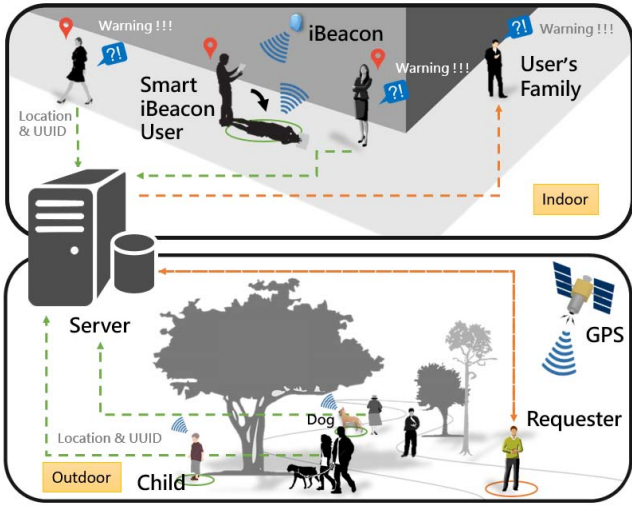 Warning !!!
?!
iBeacon
Smart
iBeacon
User
Warning !!!
?!
Warning !!!
?!
User's
Family
Location
& UUID
Indoor
Server
GPS
Dog
Requester
Location & UUID
Outdoor
Child